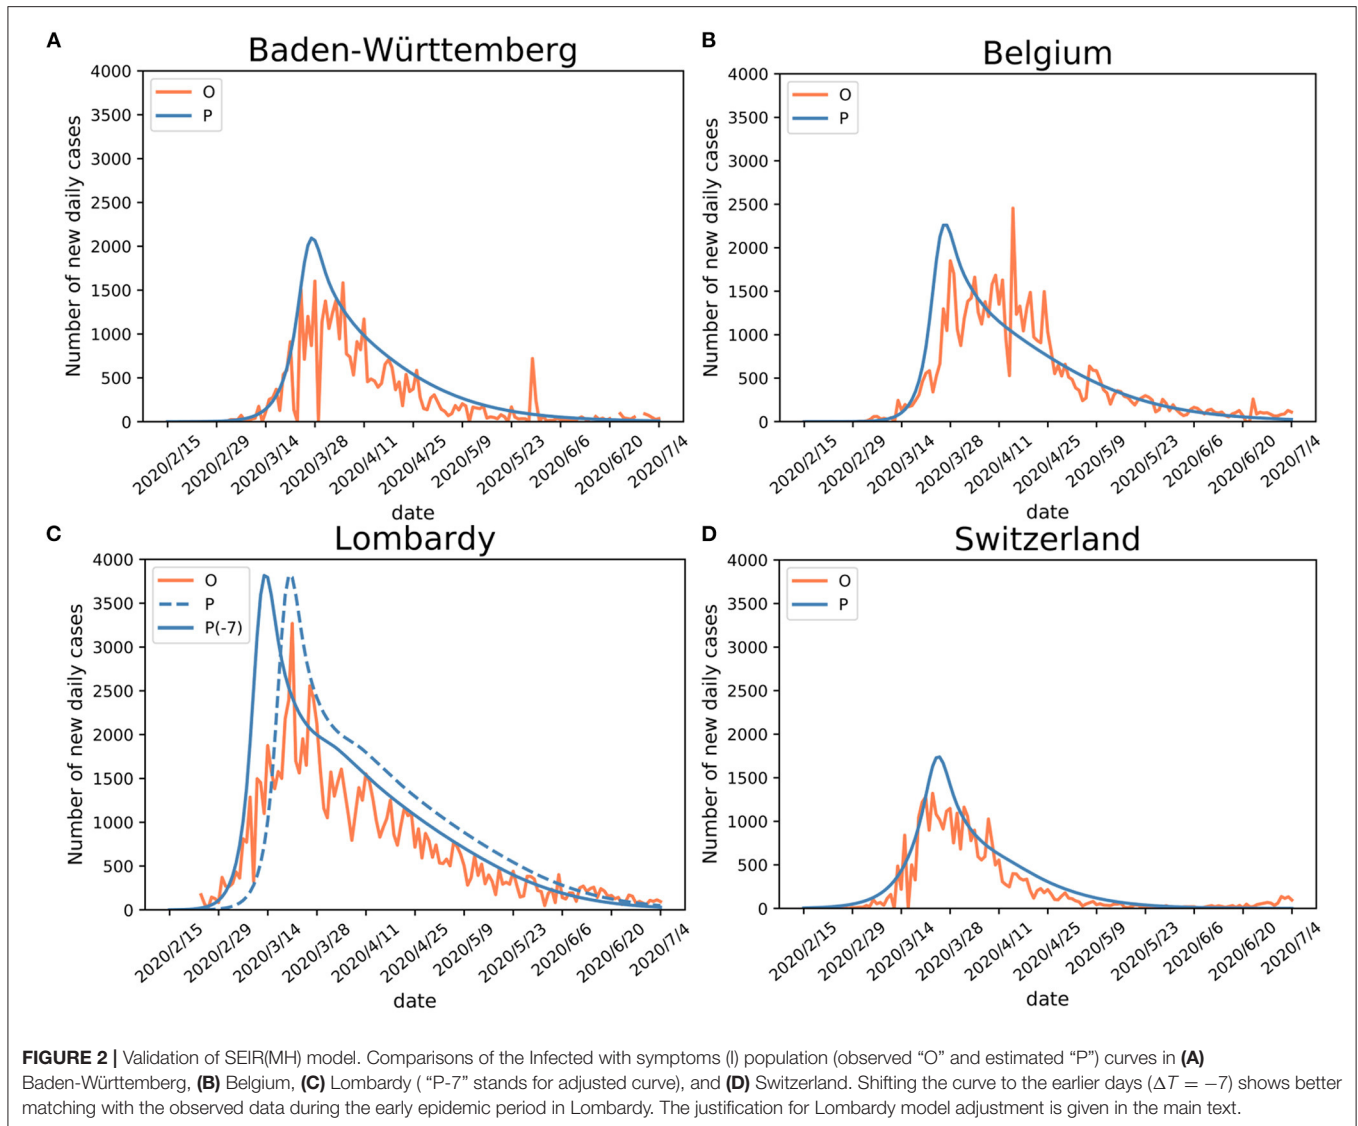 A
Baden-Württemberg
4000
3500
3000
2500
2000
1500
1000
500
0
Number of new daily cases
O
P
2020/2/15
2020/2/29
2020/3/14
2020/3/28
2020/4/11
2020/4/25
2020/5/9
2020/5/23
2020/6/6
2020/6/20
2020/7/4
date
B
Belgium
4000
3500
3000
2500
2000
1500
1000
500
0
Number of new daily cases
O
P
2020/2/15
2020/2/29
2020/3/14
2020/3/28
2020/4/11
2020/4/25
2020/5/9
2020/5/23
2020/6/6
2020/6/20
2020/7/4
date
C
Lombardy
4000
3500
3000
2500
2000
1500
1000
500
0
Number of new daily cases
O
P
P(-7)
2020/2/15
2020/2/29
2020/3/14
2020/3/28
2020/4/11
2020/4/25
2020/5/9
2020/5/23
2020/6/6
2020/6/20
2020/7/4
date
D
Switzerland
4000
3500
3000
2500
2000
1500
1000
500
0
Number of new daily cases
O
P
2020/2/15
2020/2/29
2020/3/14
2020/3/28
2020/4/11
2020/4/25
2020/5/9
2020/5/23
2020/6/6
2020/6/20
2020/7/4
date
FIGURE 2 | Validation of SEIR(MH) model. Comparisons of the Infected with symptoms (I) population (observed “O” and estimated “P”) curves in (A)
Baden-Württemberg, (B) Belgium, (C) Lombardy ( “P-7” stands for adjusted curve), and (D) Switzerland. Shifting the curve to the earlier days (ΔT = −7) shows better
matching with the observed data during the early epidemic period in Lombardy. The justification for Lombardy model adjustment is given in the main text.